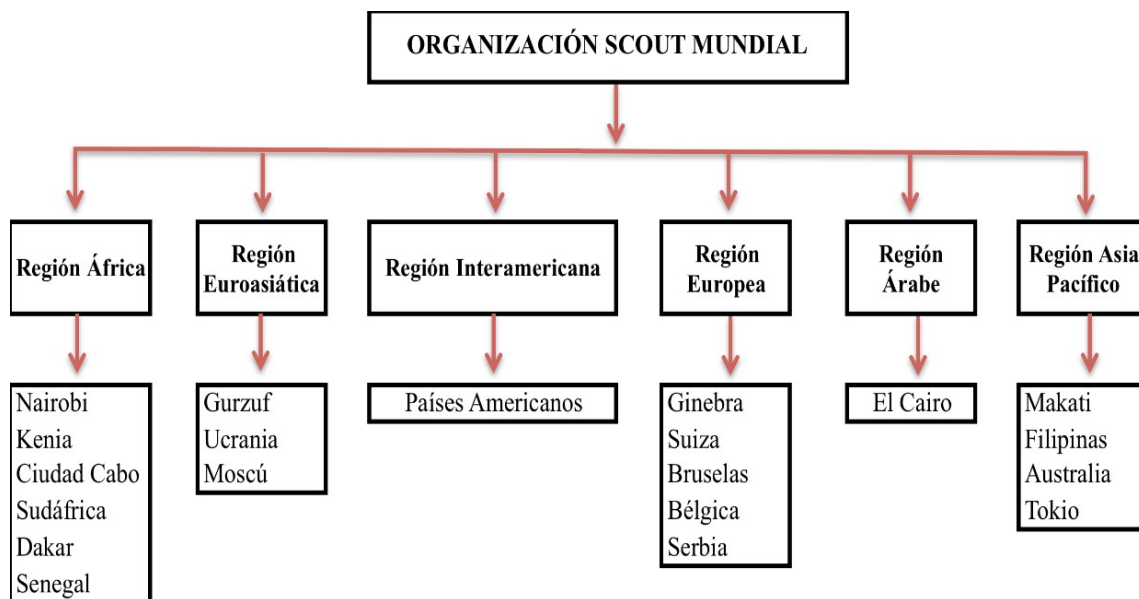 ORGANIZACIÓN SCOUT MUNDIAL
Región África
Región
Euroasiática
Región Interamericana
Región
Europea
Región
Árabe
Región Asia
Pacífico
Nairobi
Kenia
Ciudad Cabo
Sudáfrica
Dakar
Senegal
Gurzuf
Ucrania
Moscú
Países Americanos
Ginebra
Suiza
Bruselas
Bélgica
Serbia
El Cairo
Makati
Filipinas
Australia
Tokio